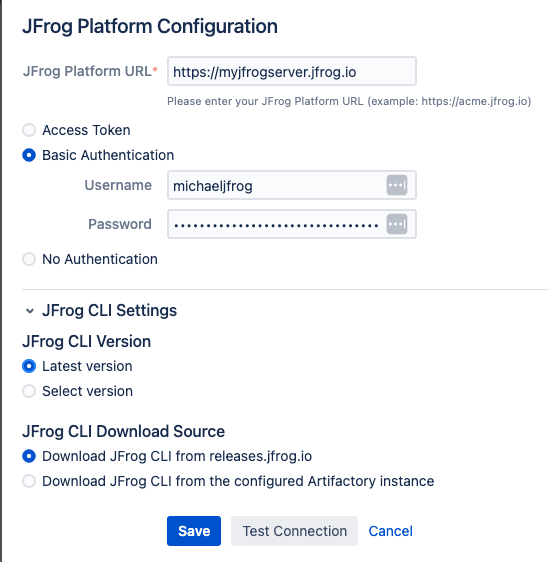 JFrog Platform Configuration
JFrog Platform URL* https://myjfrogserver.jfrog.io
Please enter your JFrog Platform URL (example: https://acme.jfrog.io)
Access Token
Basic Authentication
Username michaeljfrog
Password ••••••••••••••••••••••••••••••••
No Authentication
JFrog CLI Settings
JFrog CLI Version
Latest version
Select version
JFrog CLI Download Source
Download JFrog CLI from releases.jfrog.io
Download JFrog CLI from the configured Artifactory instance
Save Test Connection Cancel